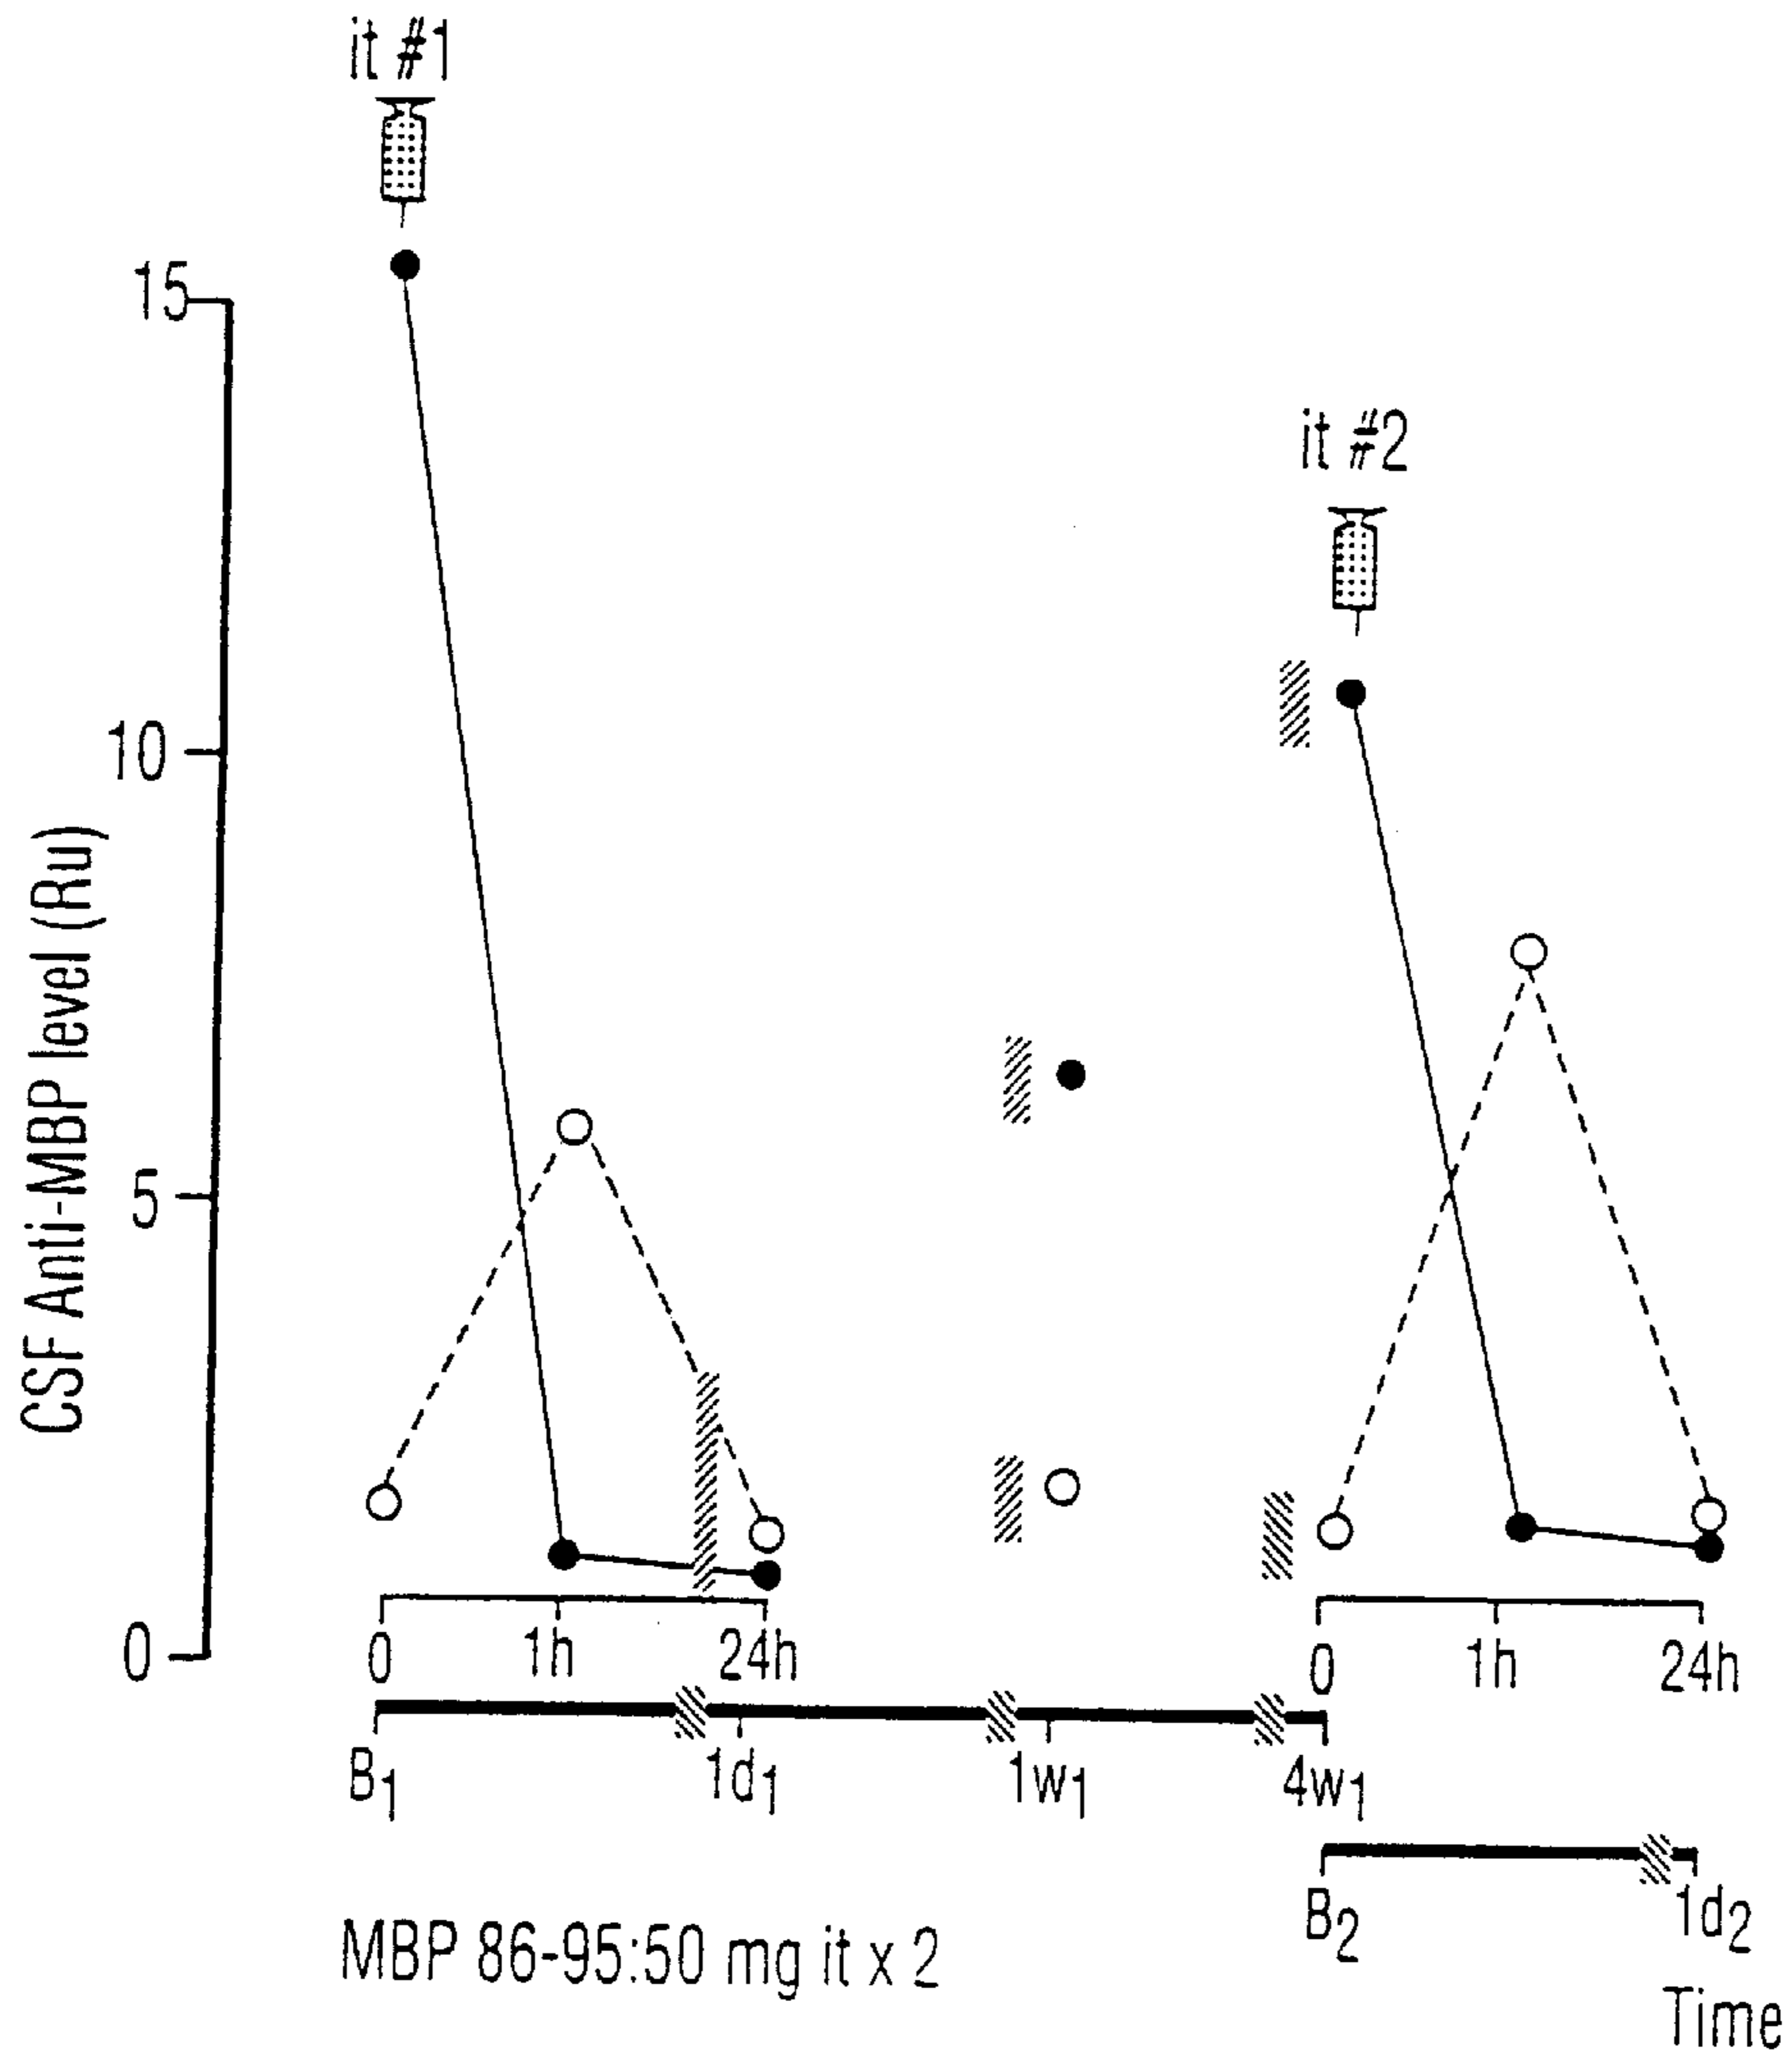 it #1
15
it #2
10
CSF Anti-MBP level (Ru)
5
0
0 1h 24h
0 1h 24h
B1 1d1 1w1 4w1
B2 1d2
MBP 86-95:50 mg it x 2
Time